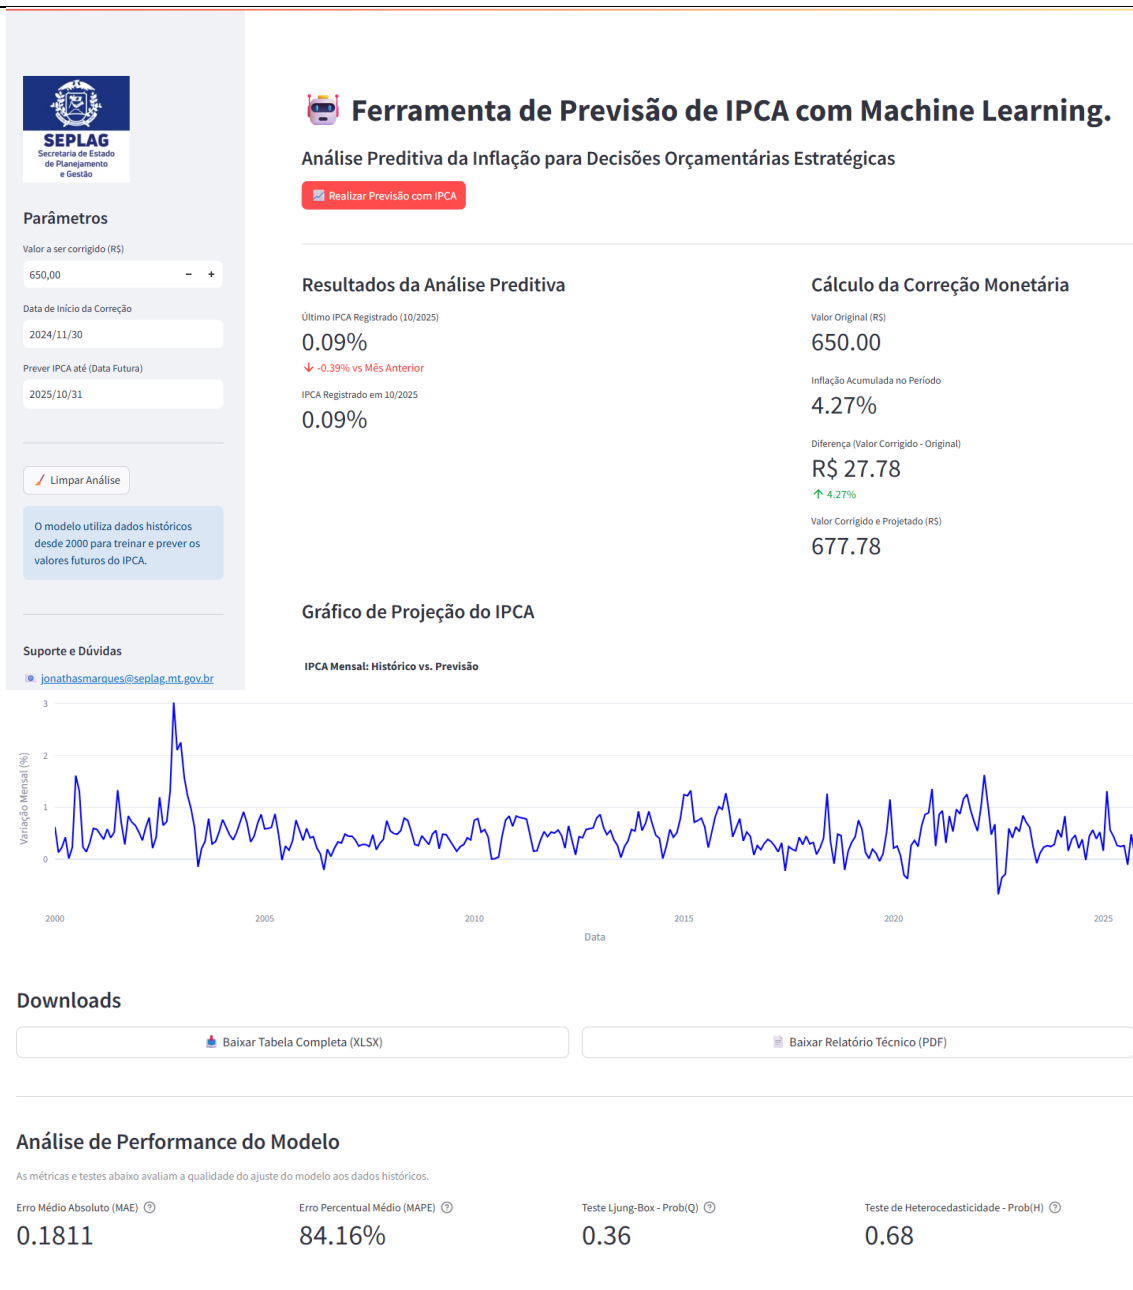 SEPLAG
Secretaria de Estado
de Planejamento
e Gestão
Parâmetros
Valor a ser corrigido (R$)
650,00
− +
Data de Início da Correção
2024/11/30
Prever IPCA até (Data Futura)
2025/10/31
Limpar Análise
O modelo utiliza dados históricos
desde 2000 para treinar e prever os
valores futuros do IPCA.
Suporte e Dúvidas
jonathasmarques@seplag.mt.gov.br
Ferramenta de Previsão de IPCA com Machine Learning.
Análise Preditiva da Inflação para Decisões Orçamentárias Estratégicas
Realizar Previsão com IPCA
Resultados da Análise Preditiva
Último IPCA Registrado (10/2025)
0.09%
↓ -0.39% vs Mês Anterior
IPCA Registrado em 10/2025
0.09%
Cálculo da Correção Monetária
Valor Original (R$)
650.00
Inflação Acumulada no Período
4.27%
Diferença (Valor Corrigido - Original)
R$ 27.78
↑ 4.27%
Valor Corrigido e Projetado (R$)
677.78
Gráfico de Projeção do IPCA
IPCA Mensal: Histórico vs. Previsão
Variação Mensal (%)
3
2
1
0
2000 2005 2010 2015 2020 2025
Data
Downloads
Baixar Tabela Completa (XLSX)
Baixar Relatório Técnico (PDF)
Análise de Performance do Modelo
As métricas e testes abaixo avaliam a qualidade do ajuste do modelo aos dados históricos.
Erro Médio Absoluto (MAE) ?
0.1811
Erro Percentual Médio (MAPE) ?
84.16%
Teste Ljung-Box - Prob(Q) ?
0.36
Teste de Heterocedasticidade - Prob(H) ?
0.68